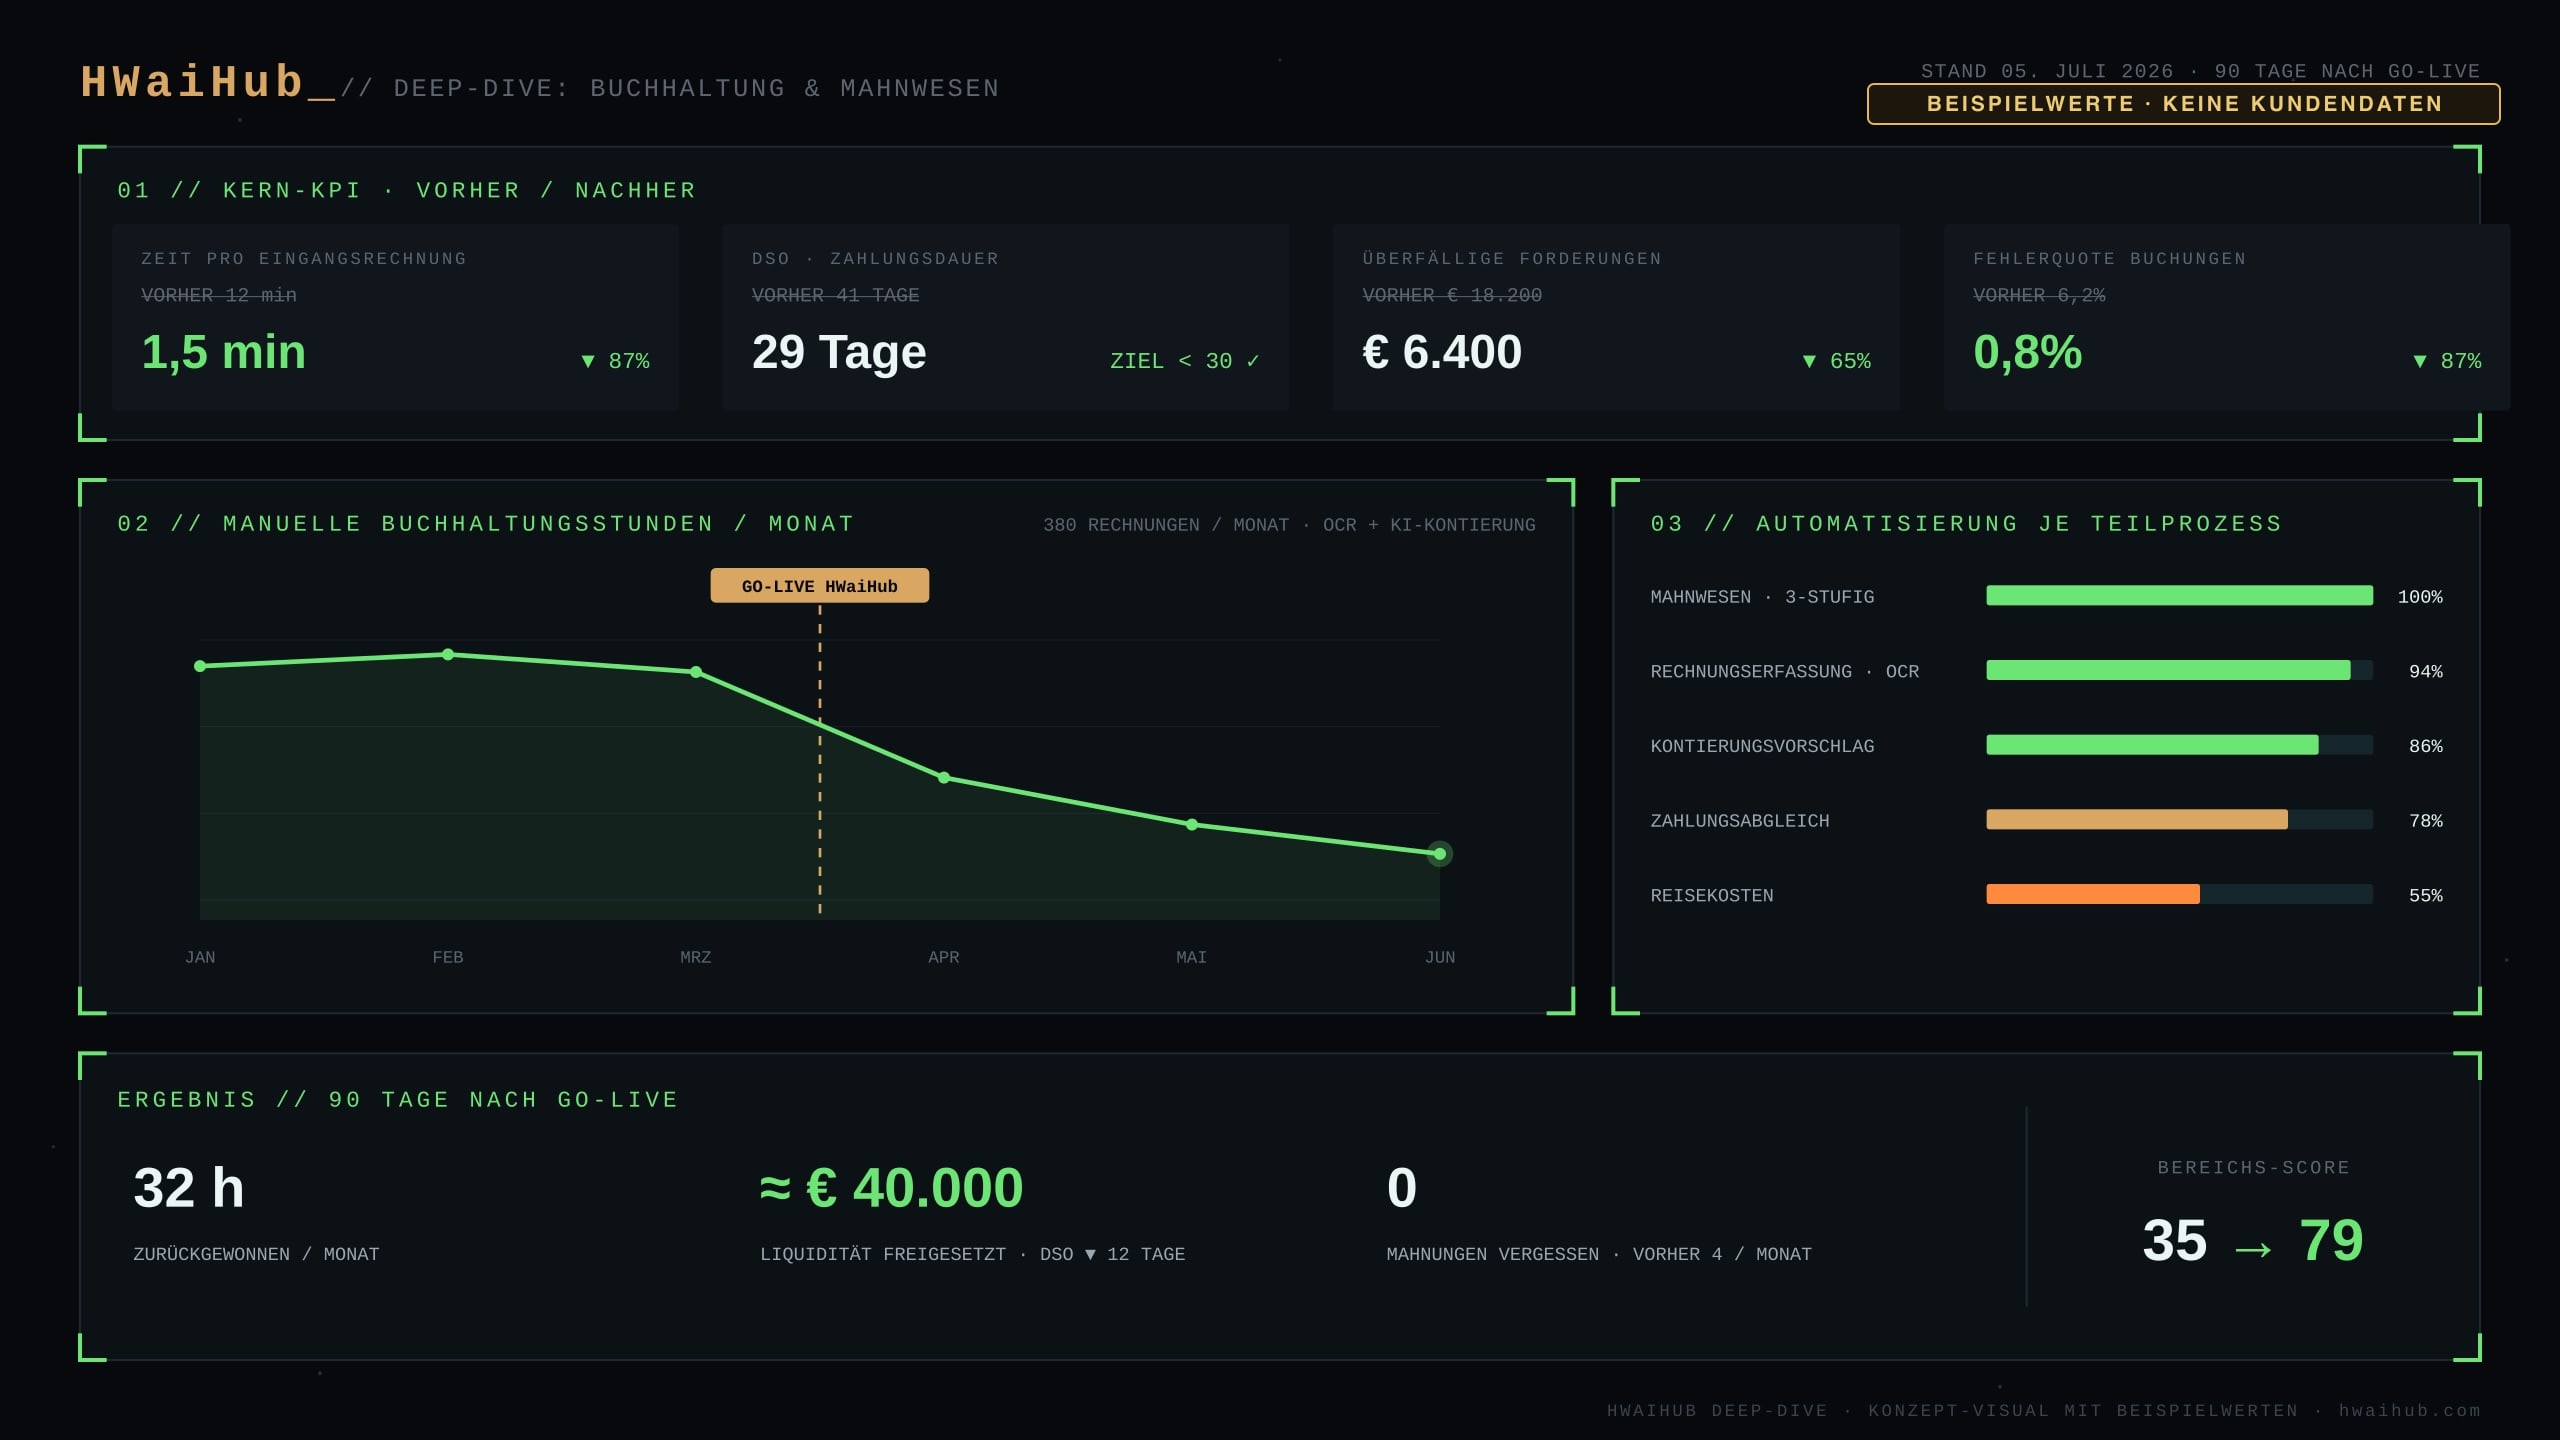 HWaiHub_// DEEP-DIVE: BUCHHALTUNG & MAHNWESEN
STAND 05. JULI 2026 · 90 TAGE NACH GO-LIVE
BEISPIELWERTE · KEINE KUNDENDATEN
01 // KERN-KPI · VORHER / NACHHER
ZEIT PRO EINGANGSRECHNUNG
VORHER 12 min
1,5 min
▼ 87%
DSO · ZAHLUNGSDAUER
VORHER 41 TAGE
29 Tage
ZIEL < 30 ✓
ÜBERFÄLLIGE FORDERUNGEN
VORHER € 18.200
€ 6.400
▼ 65%
FEHLERQUOTE BUCHUNGEN
VORHER 6,2%
0,8%
▼ 87%
02 // MANUELLE BUCHHALTUNGSSTUNDEN / MONAT
380 RECHNUNGEN / MONAT · OCR + KI-KONTIERUNG
GO-LIVE HWaiHub
JAN
FEB
MRZ
APR
MAI
JUN
03 // AUTOMATISIERUNG JE TEILPROZESS
MAHNWESEN · 3-STUFIG
100%
RECHNUNGSERFASSUNG · OCR
94%
KONTIERUNGSVORSCHLAG
86%
ZAHLUNGSABGLEICH
78%
REISEKOSTEN
55%
ERGEBNIS // 90 TAGE NACH GO-LIVE
32 h
ZURÜCKGEWONNEN / MONAT
≈ € 40.000
LIQUIDITÄT FREIGESETZT · DSO ▼ 12 TAGE
0
MAHNUNGEN VERGESSEN · VORHER 4 / MONAT
BEREICHS-SCORE
35 → 79
HWAIHUB DEEP-DIVE · KONZEPT-VISUAL MIT BEISPIELWERTEN · hwaihub.com